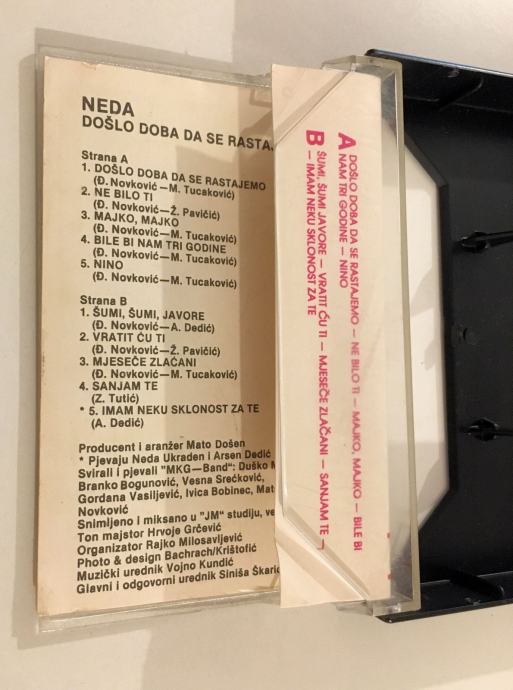 NEDA
DOŠLO DOBA DA SE RASTA
Strana A
1. DOŠLO DOBA DA SE RASTAJEMO
(Đ. Novković—M. Tucaković)
2. NE BILO TI
(Đ. Novković—Ž. Pavičić)
3. MAJKO, MAJKO
(Đ. Novković—M. Tucaković)
4. BILE BI NAM TRI GODINE
(Đ. Novković—M. Tucaković)
5. NINO
(Đ. Novković—M. Tucaković)
Strana B
1. ŠUMI, ŠUMI, JAVORE
(Đ. Novković—A. Dedić)
2. VRATIT ĆU TI
(Đ. Novković—Ž. Pavičić)
3. MJESEČE ZLAĆANI
(Đ. Novković—M. Tucaković)
4. SANJAM TE
(Z. Tutić)
* 5. IMAM NEKU SKLONOST ZA TE
(A. Dedić)
Producent i aranžer Mato Došen
* Pjevaju Neda Ukraden i Arsen Dedić
Svirali i pjevali "MKG—Band": Duško
Branko Bogunović, Vesna Srećković,
Gordana Vasiljević, Ivica Bobinec, Mat
Novković
Snimljeno i miksano u "JM" studiju, ve
Ton majstor Hrvoje Grčević
Organizator Rajko Milosavljević
Photo & design Bachrach/Krištofić
Muzički urednik Vojno Kundić
Glavni i odgovorni urednik Siniša Škaric
A DOŠLO DOBA DA SE RASTAJEMO — NE BILO TI — MAJKO, MAJKO — BILE BI
NAM TRI GODINE — NINO
B ŠUMI, ŠUMI JAVORE — VRATIT ĆU TI — MJESEČE ZLAĆANI — SANJAM TE —
— IMAM NEKU SKLONOST ZA TE